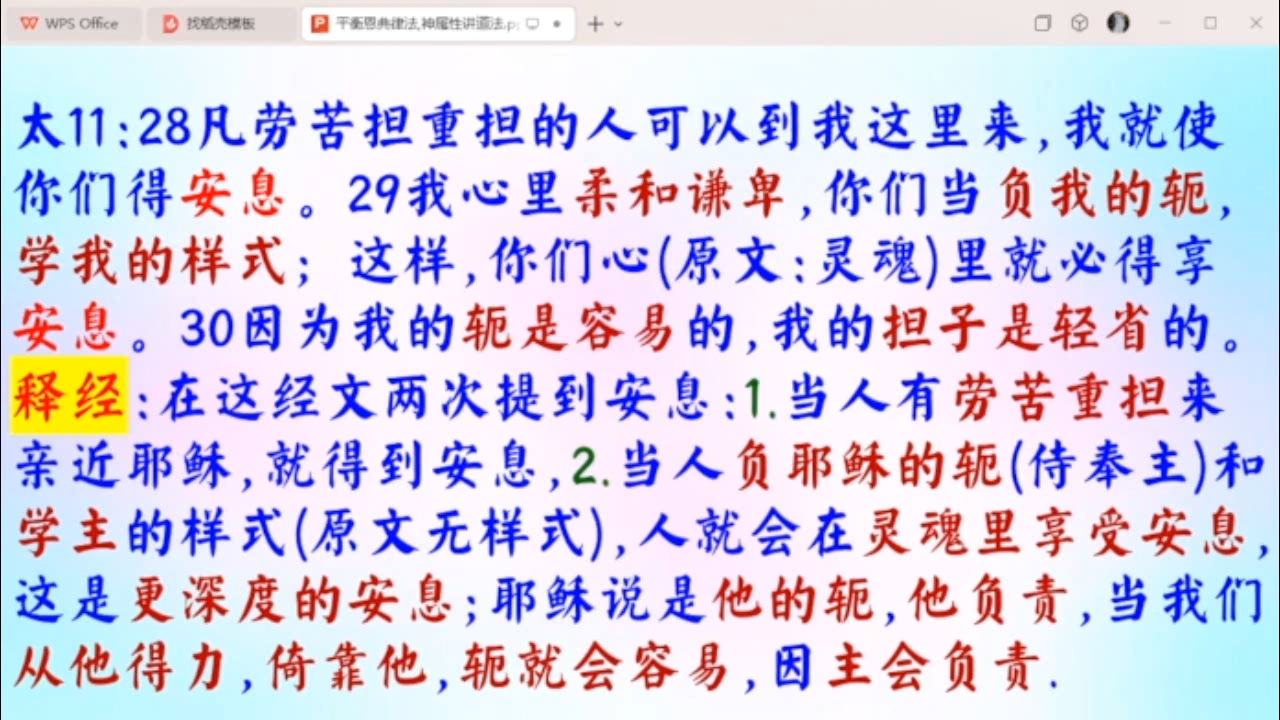 WPS Office 找稻壳模板 平衡恩典律法,神属性讲道法.p
太11:28凡劳苦担重担的人可以到我这里来,我就使
你们得安息。29我心里柔和谦卑,你们当负我的轭,
学我的样式；这样,你们心(原文:灵魂)里就必得享
安息。30因为我的轭是容易的,我的担子是轻省的。
释经:在这经文两次提到安息:1.当人有劳苦重担来
亲近耶稣,就得到安息,2.当人负耶稣的轭(侍奉主)和
学主的样式(原文无样式),人就会在灵魂里享受安息,
这是更深度的安息;耶稣说是他的轭,他负责,当我们
从他得力,倚靠他,轭就会容易,因主会负责.